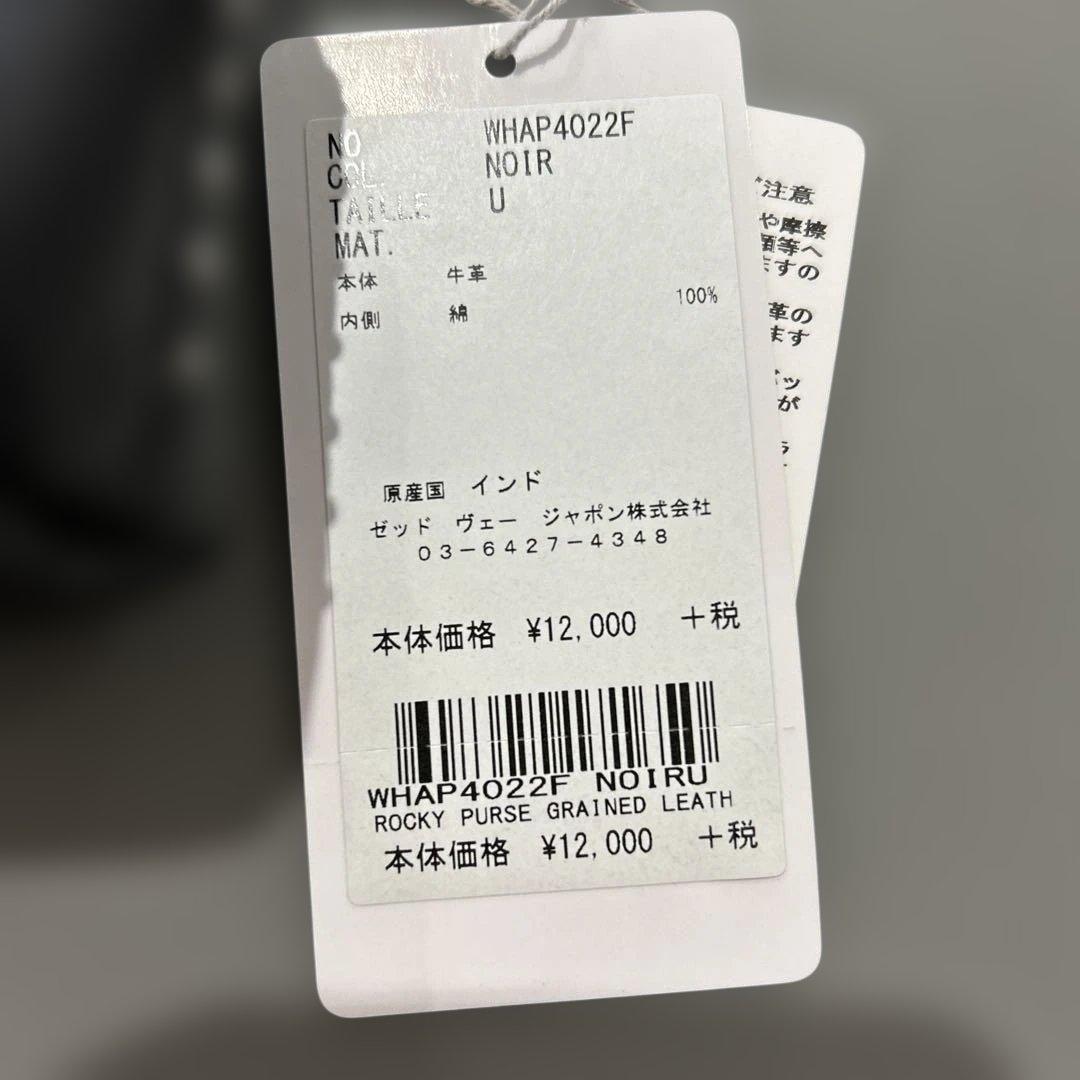 NO WHAP4022F
COL. NOIR
TAILLE U
MAT.
本体 牛革
100%
内側 綿
原産国 インド
ゼッド ヴェー ジャポン株式会社
03-6427-4348
本体価格 ¥12,000 +税
WHAP4022F NOIRU
ROCKY PURSE GRAINED LEATH
本体価格 ¥12,000 +税
ご注意
や摩擦
等へ
ますの
革の
ます
ッ
が